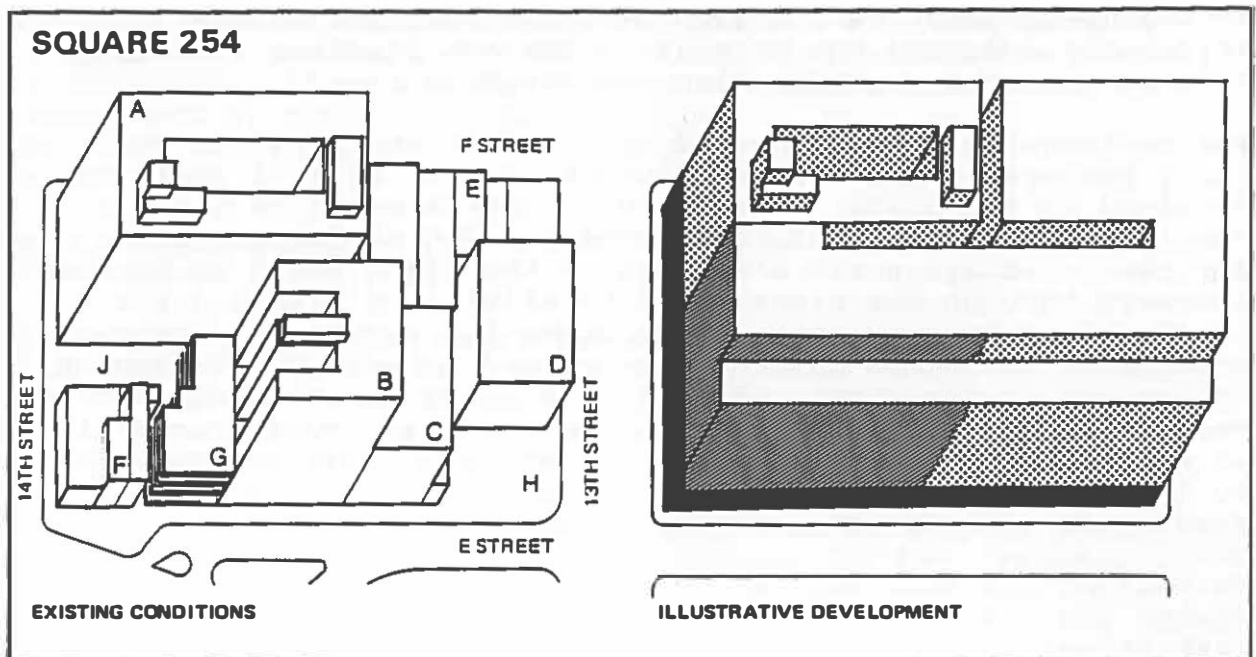 SQUARE 254
A
F STREET
E
J
B
D
14TH STREET
F
G
C
H
13TH STREET
E STREET
EXISTING CONDITIONS
ILLUSTRATIVE DEVELOPMENT